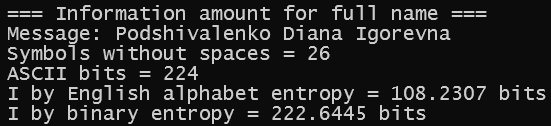 === Information amount for full name ===
Message: Podshivalenko Diana Igorevna
Symbols without spaces = 26
ASCII bits = 224
I by English alphabet entropy = 108.2307 bits
I by binary entropy = 222.6445 bits